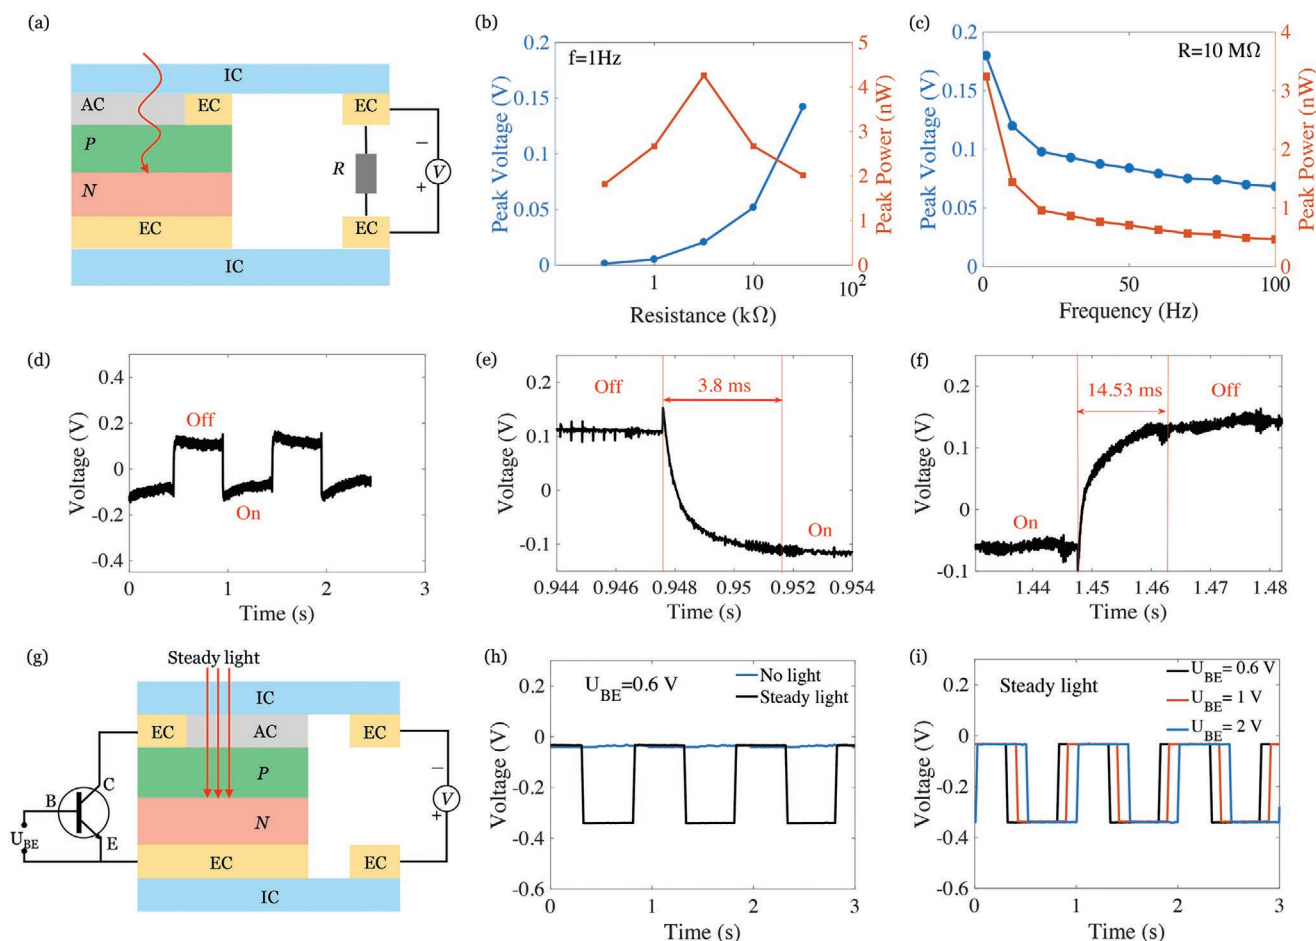 (a)
IC
AC
EC
EC
P
N
R
−
V
+
EC
EC
IC
(b)
f=1Hz
Peak Voltage (V)
0.2
0.15
0.1
0.05
0
Peak Power (nW)
5
4
3
2
1
0
1
10
10²
Resistance (kΩ)
(c)
R=10 MΩ
Peak Voltage (V)
0.2
0.15
0.1
0.05
0
Peak Power (nW)
4
3
2
1
0
0
50
100
Frequency (Hz)
(d)
Voltage (V)
0.4
0.2
0
-0.2
-0.4
Off
On
0
1
2
3
Time (s)
(e)
Voltage (V)
0.2
0.1
0
-0.1
Off
3.8 ms
On
0.944
0.946
0.948
0.95
0.952
0.954
Time (s)
(f)
Voltage (V)
0.2
0.1
0
-0.1
14.53 ms
Off
On
1.44
1.45
1.46
1.47
1.48
Time (s)
(g)
Steady light
IC
EC
AC
EC
P
N
C
B
E
U_BE
−
V
+
EC
EC
IC
(h)
U_BE=0.6 V
No light
Steady light
Voltage (V)
0.2
0
-0.2
-0.4
-0.6
0
1
2
3
Time (s)
(i)
Steady light
U_BE= 0.6 V
U_BE= 1 V
U_BE= 2 V
Voltage (V)
0.2
0
-0.2
-0.4
-0.6
0
1
2
3
Time (s)